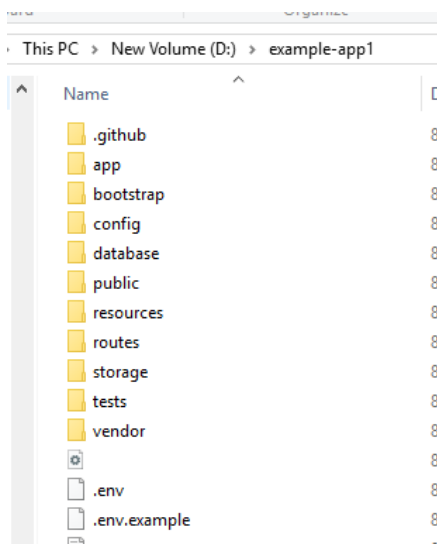 Organize
This PC > New Volume (D:) > example-app1
Name
.github
app
bootstrap
config
database
public
resources
routes
storage
tests
vendor
.env
.env.example